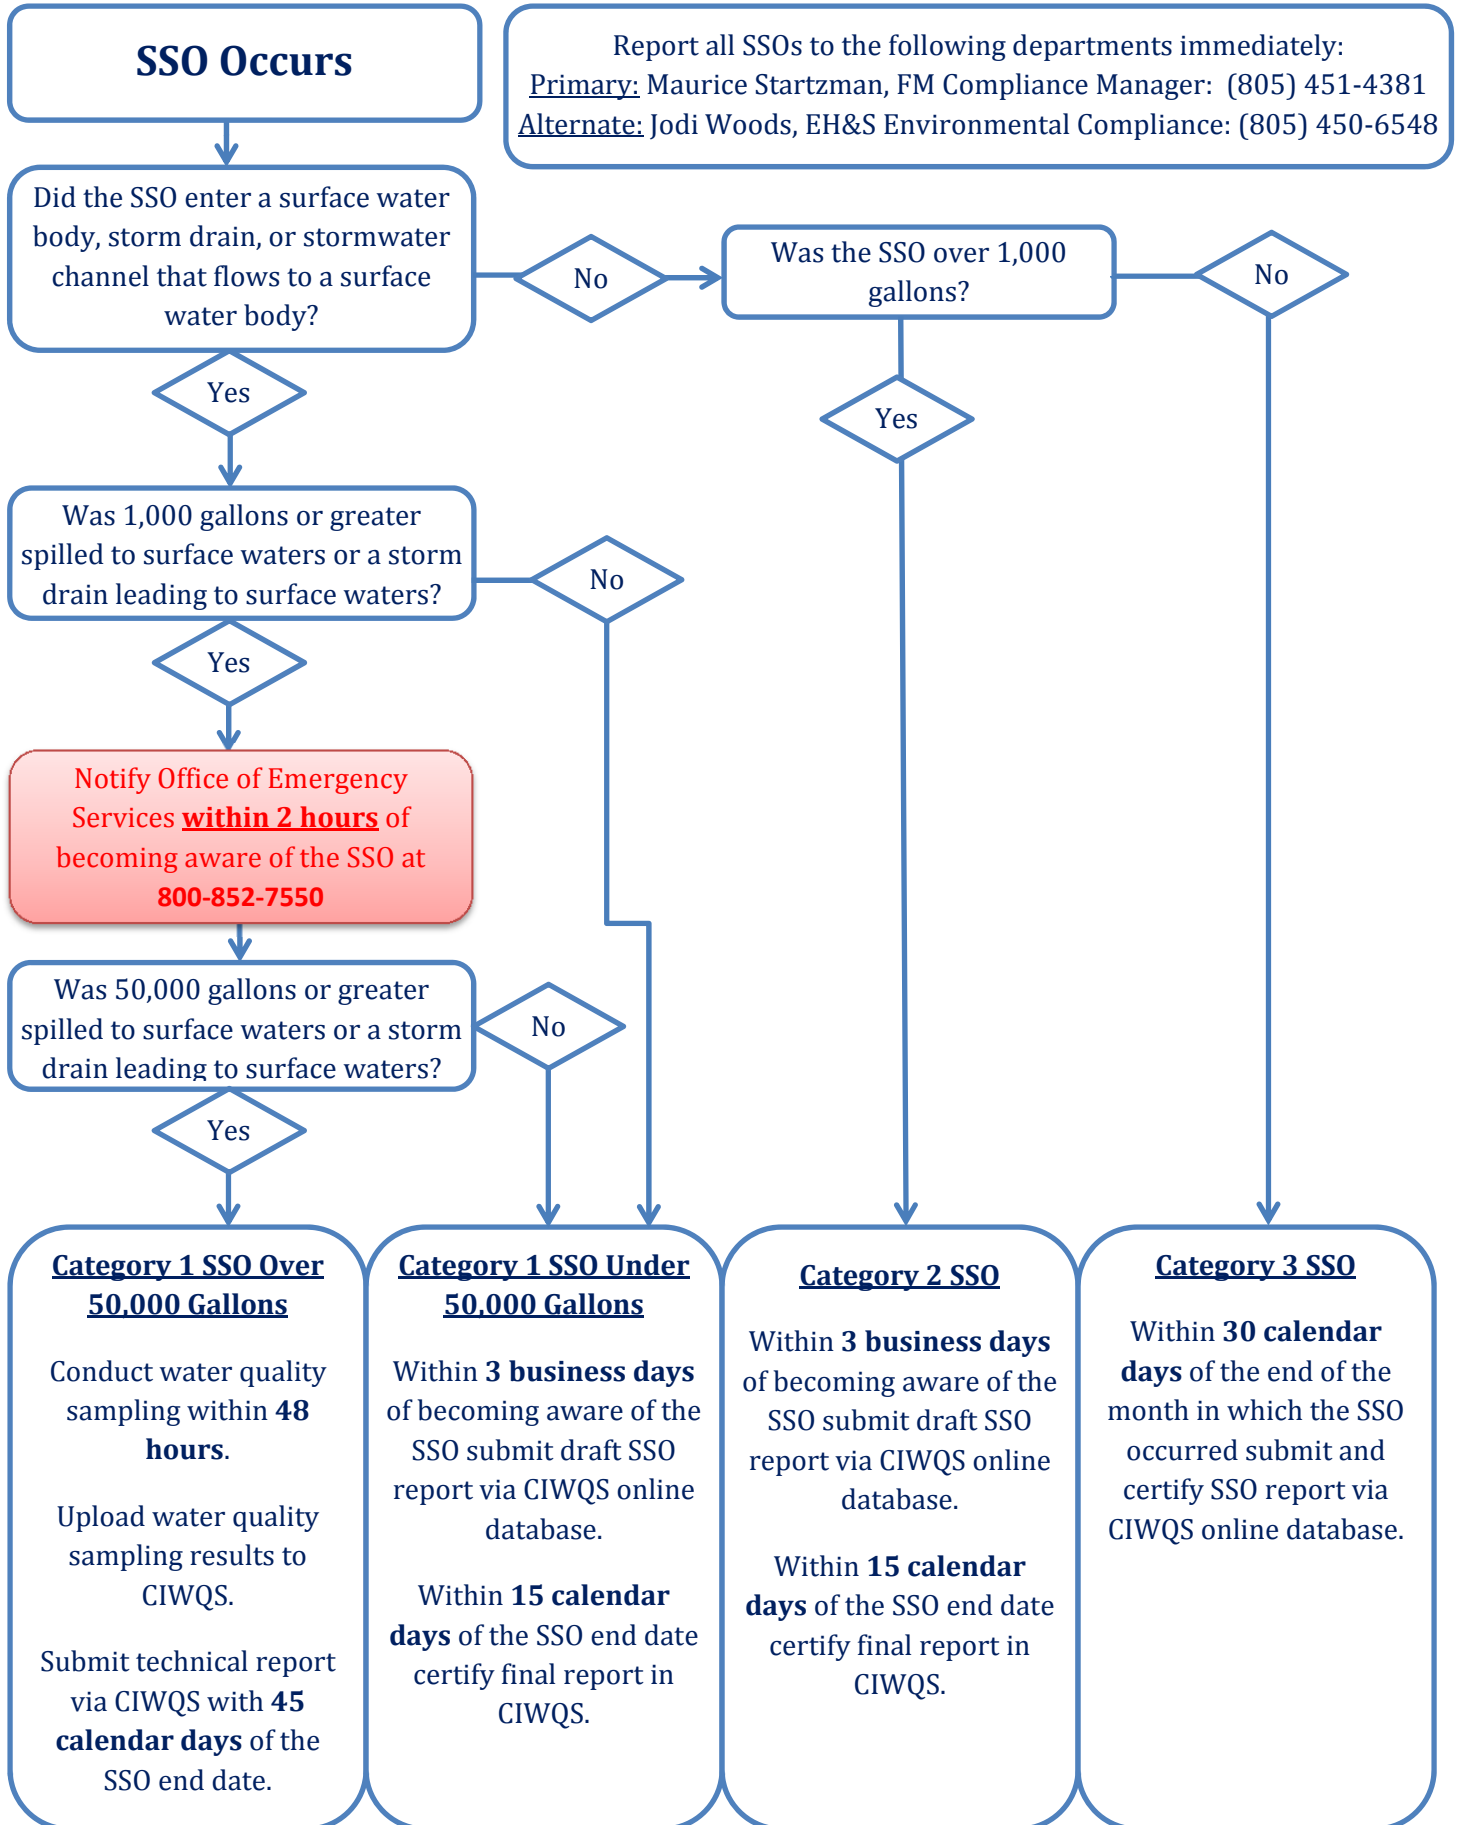 SSO Occurs
Report all SSOs to the following departments immediately:
Primary: Maurice Startzman, FM Compliance Manager: (805) 451-4381
Alternate: Jodi Woods, EH&S Environmental Compliance: (805) 450-6548
Did the SSO enter a surface water
body, storm drain, or stormwater
channel that flows to a surface
water body?
No
Was the SSO over 1,000
gallons?
No
Yes
Yes
Was 1,000 gallons or greater
spilled to surface waters or a storm
drain leading to surface waters?
No
Yes
Notify Office of Emergency
Services within 2 hours of
becoming aware of the SSO at
800-852-7550
Was 50,000 gallons or greater
spilled to surface waters or a storm
drain leading to surface waters?
No
Yes
Category 1 SSO Over
50,000 Gallons
Conduct water quality
sampling within 48
hours.
Upload water quality
sampling results to
CIWQS.
Submit technical report
via CIWQS with 45
calendar days of the
SSO end date.
Category 1 SSO Under
50,000 Gallons
Within 3 business days
of becoming aware of the
SSO submit draft SSO
report via CIWQS online
database.
Within 15 calendar
days of the SSO end date
certify final report in
CIWQS.
Category 2 SSO
Within 3 business days
of becoming aware of the
SSO submit draft SSO
report via CIWQS online
database.
Within 15 calendar
days of the SSO end date
certify final report in
CIWQS.
Category 3 SSO
Within 30 calendar
days of the end of the
month in which the SSO
occurred submit and
certify SSO report via
CIWQS online database.